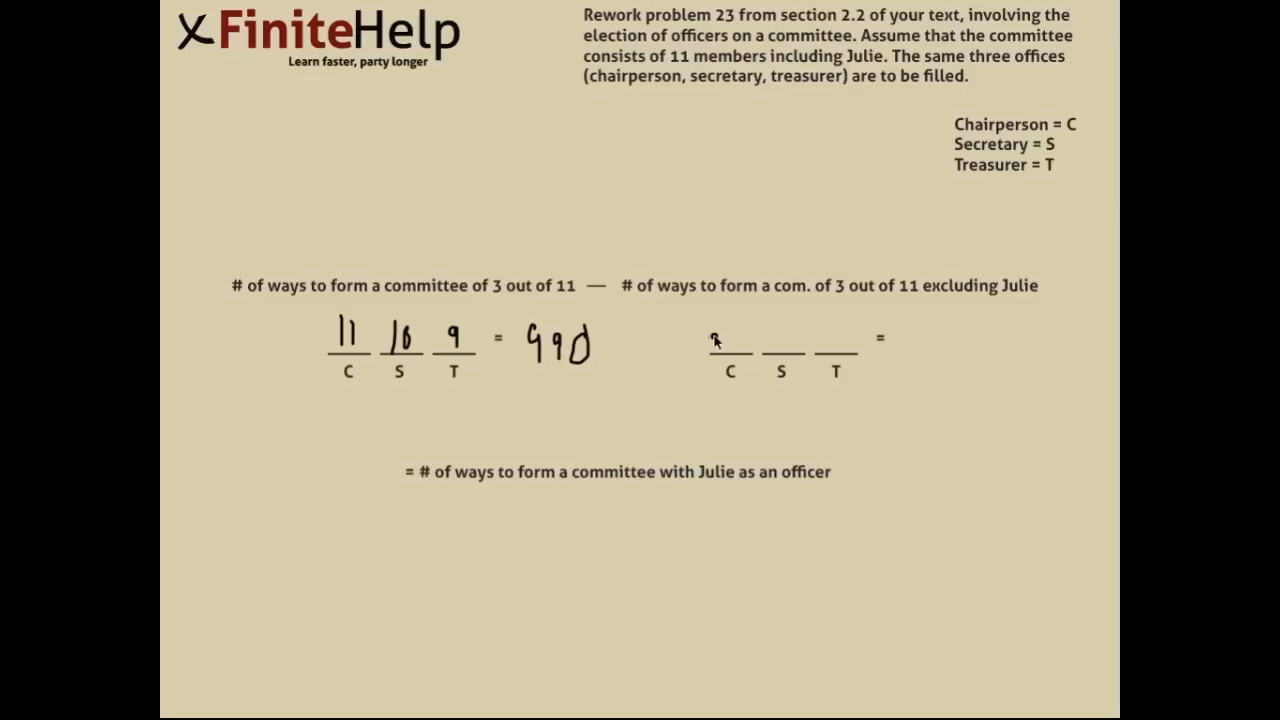 xFiniteHelp
Learn faster, party longer
Rework problem 23 from section 2.2 of your text, involving the
election of officers on a committee. Assume that the committee
consists of 11 members including Julie. The same three offices
(chairperson, secretary, treasurer) are to be filled.
Chairperson = C
Secretary = S
Treasurer = T
# of ways to form a committee of 3 out of 11 — # of ways to form a com. of 3 out of 11 excluding Julie
11 10 9 = 990 =
C S T C S T
= # of ways to form a committee with Julie as an officer